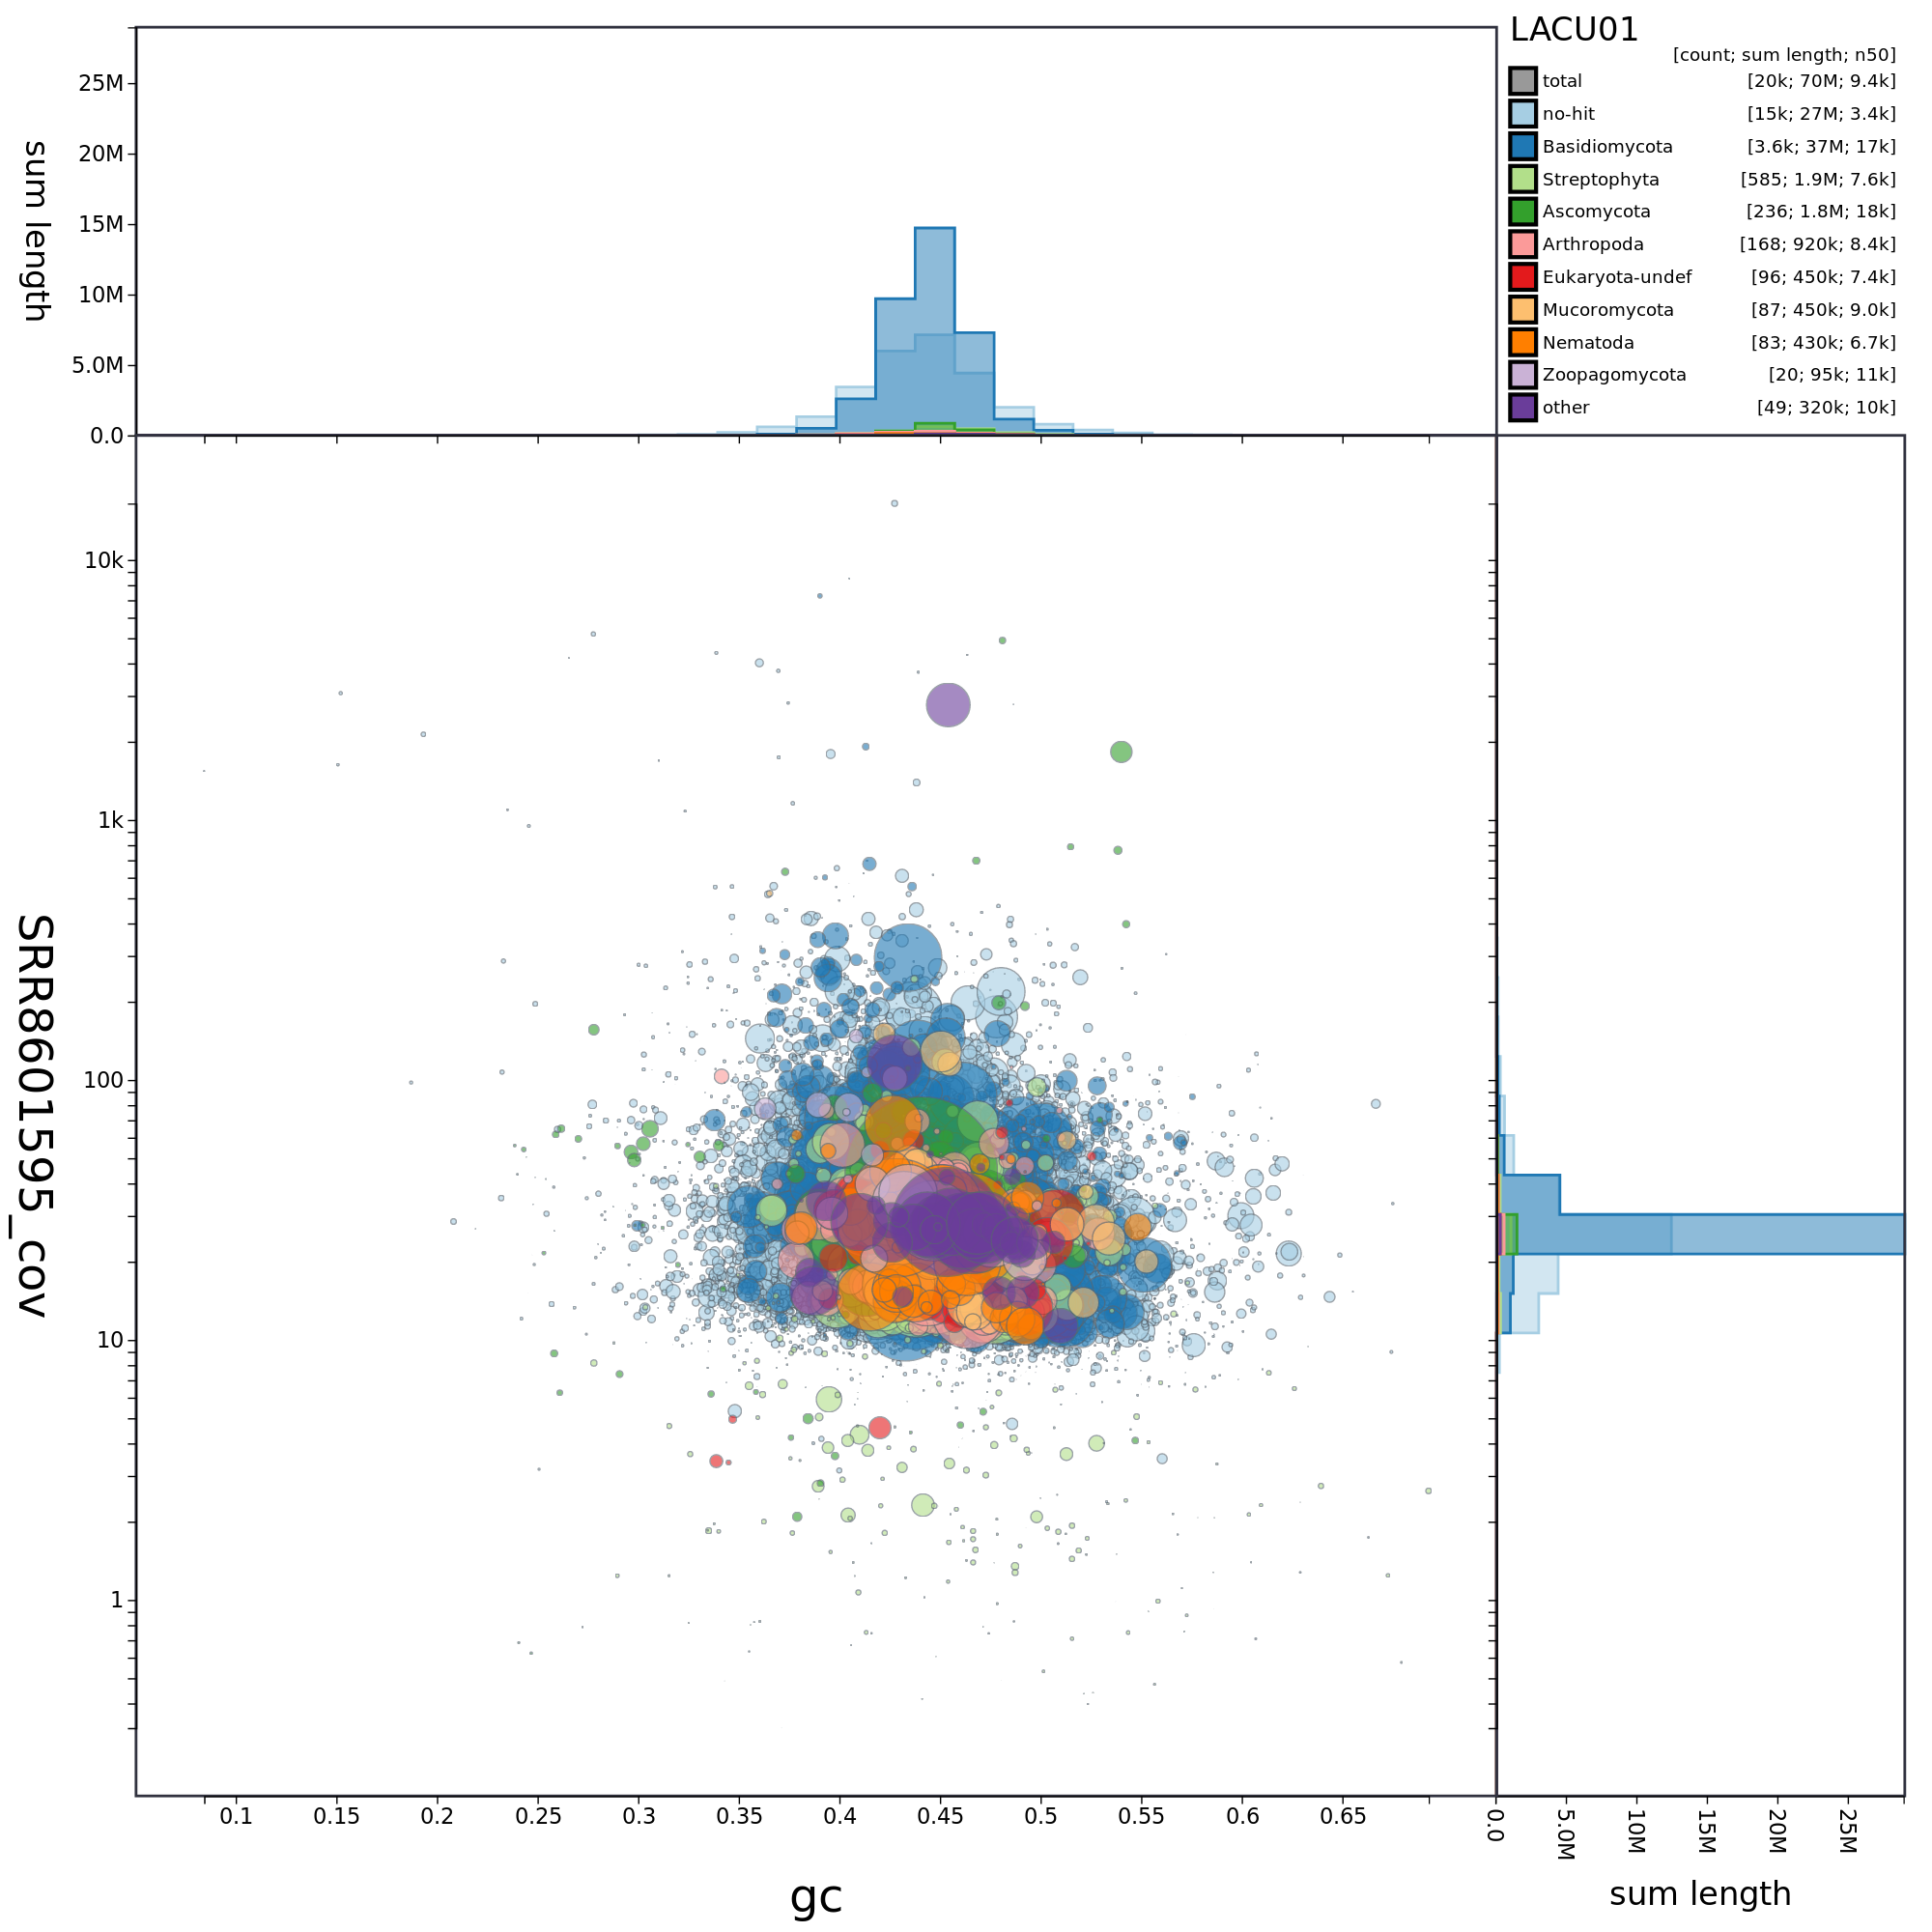 LACU01
[count; sum length; n50]
total [20k; 70M; 9.4k]
no-hit [15k; 27M; 3.4k]
Basidiomycota [3.6k; 37M; 17k]
Streptophyta [585; 1.9M; 7.6k]
Ascomycota [236; 1.8M; 18k]
Arthropoda [168; 920k; 8.4k]
Eukaryota-undef [96; 450k; 7.4k]
Mucoromycota [87; 450k; 9.0k]
Nematoda [83; 430k; 6.7k]
Zoopagomycota [20; 95k; 11k]
other [49; 320k; 10k]
sum length
25M
20M
15M
10M
5.0M
0.0
SRR8601595_cov
10k
1k
100
10
1
0.1 0.15 0.2 0.25 0.3 0.35 0.4 0.45 0.5 0.55 0.6 0.65
gc
0.0 5.0M 10M 15M 20M 25M
sum length